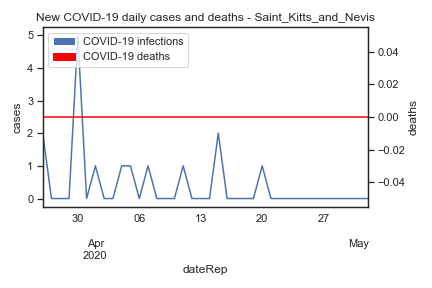 New COVID-19 daily cases and deaths - Saint_Kitts_and_Nevis
COVID-19 infections
COVID-19 deaths
5
4
3
2
1
0
cases
0.04
0.02
0.00
−0.02
−0.04
deaths
30 06 13 20 27
Apr May
2020
dateRep